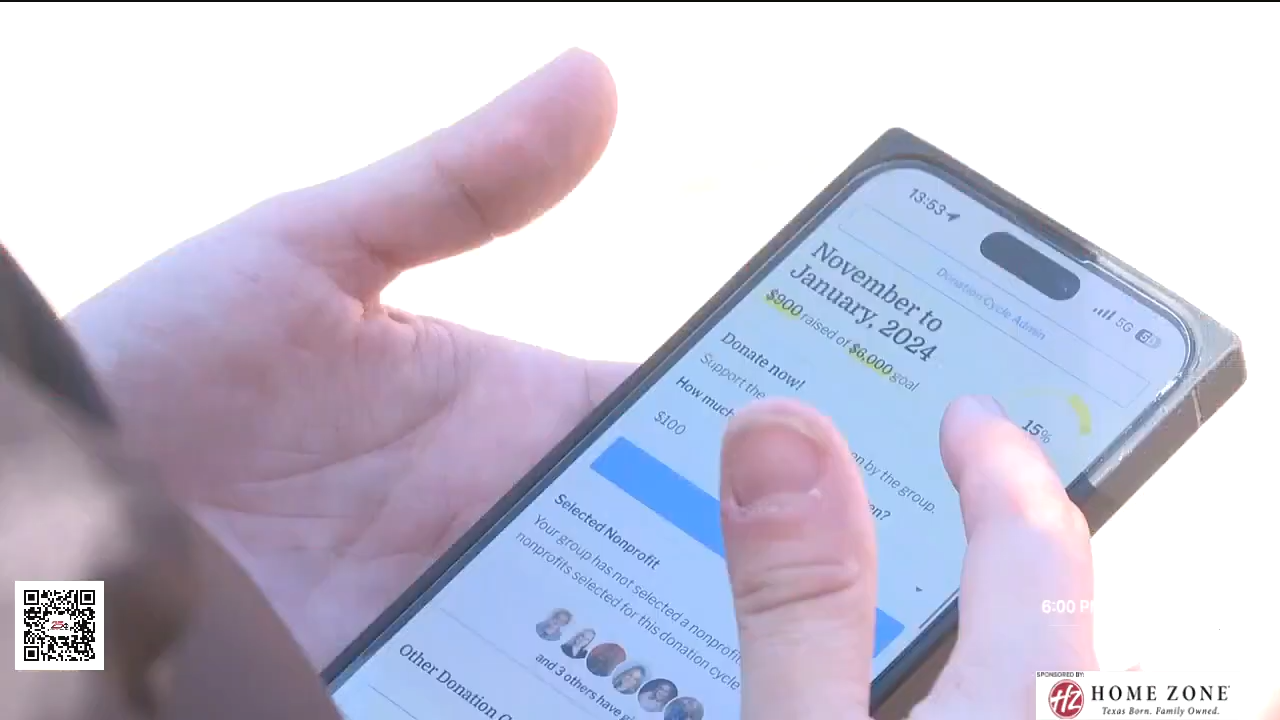 13:53
5G
Donation Cycle Admin
November to
January, 2024
$900 raised of $6,000 goal
15%
Donate now!
Support the
en by the group.
How much
en?
$100
Selected Nonprofit
Your group has not selected a nonprofit
nonprofits selected for this donation cycle
and 3 others have
Other Donation
6:00 P
SPONSORED BY:
HZ HOME ZONE
Texas Born. Family Owned.